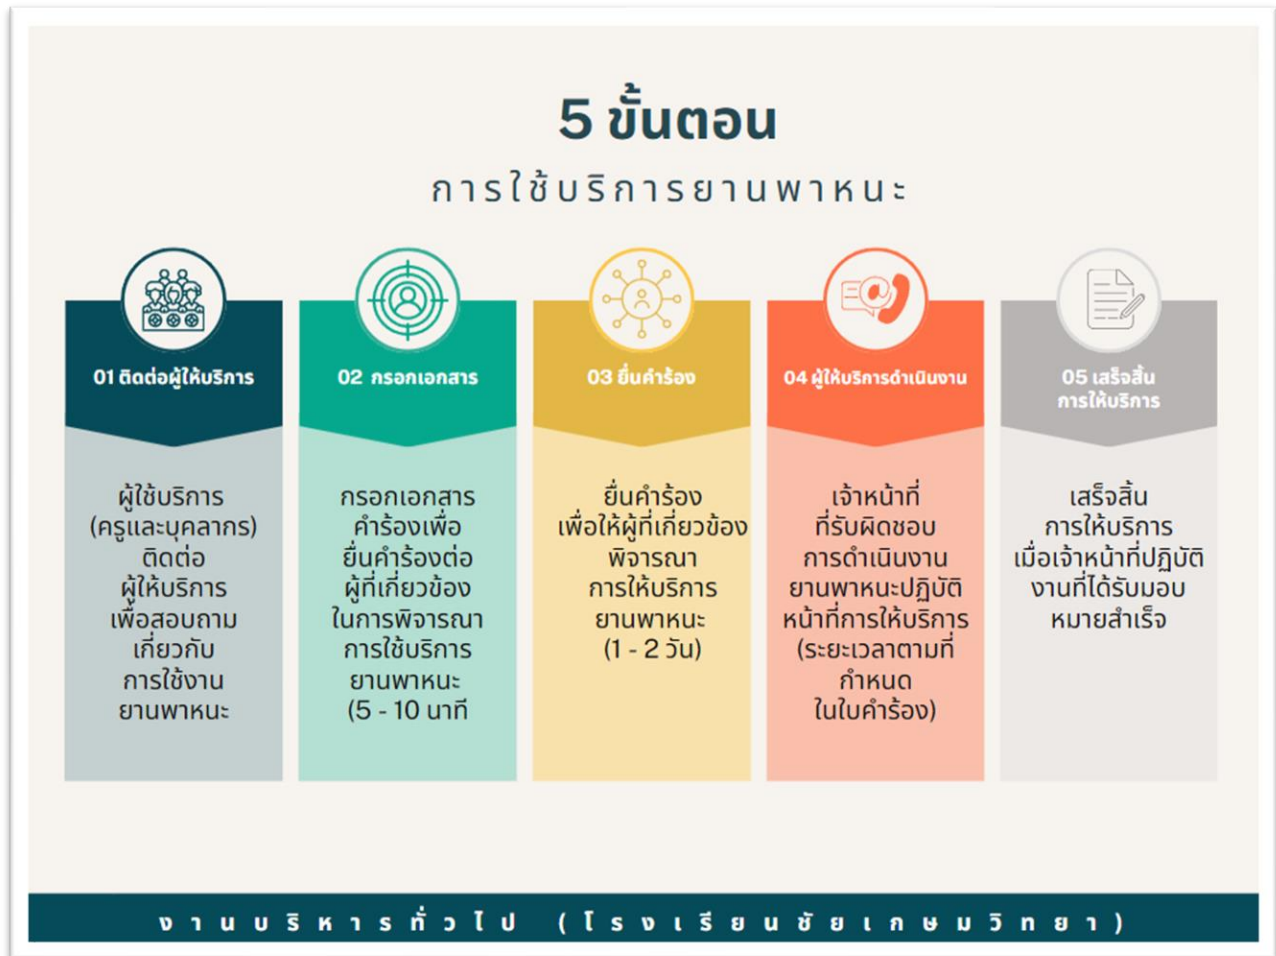 5 ขั้นตอน
การใช้บริการยานพาหนะ
01 ติดต่อผู้ให้บริการ
ผู้ใช้บริการ
(ครูและบุคลากร)
ติดต่อ
ผู้ให้บริการ
เพื่อสอบถาม
เกี่ยวกับ
การใช้งาน
ยานพาหนะ
02 กรอกเอกสาร
กรอกเอกสาร
คำร้องเพื่อ
ยื่นคำร้องต่อ
ผู้ที่เกี่ยวข้อง
ในการพิจารณา
การใช้บริการ
ยานพาหนะ
(5 - 10 นาที
03 ยื่นคำร้อง
ยื่นคำร้อง
เพื่อให้ผู้ที่เกี่ยวข้อง
พิจารณา
การให้บริการ
ยานพาหนะ
(1 - 2 วัน)
04 ผู้ให้บริการดำเนินงาน
เจ้าหน้าที่
ที่รับผิดชอบ
การดำเนินงาน
ยานพาหนะปฏิบัติ
หน้าที่การให้บริการ
(ระยะเวลาตามที่
กำหนด
ในใบคำร้อง)
05 เสร็จสิ้น
การให้บริการ
เสร็จสิ้น
การให้บริการ
เมื่อเจ้าหน้าที่ปฏิบัติ
งานที่ได้รับมอบ
หมายสำเร็จ
งานบริหารทั่วไป (โรงเรียนชัยเกษมวิทยา)